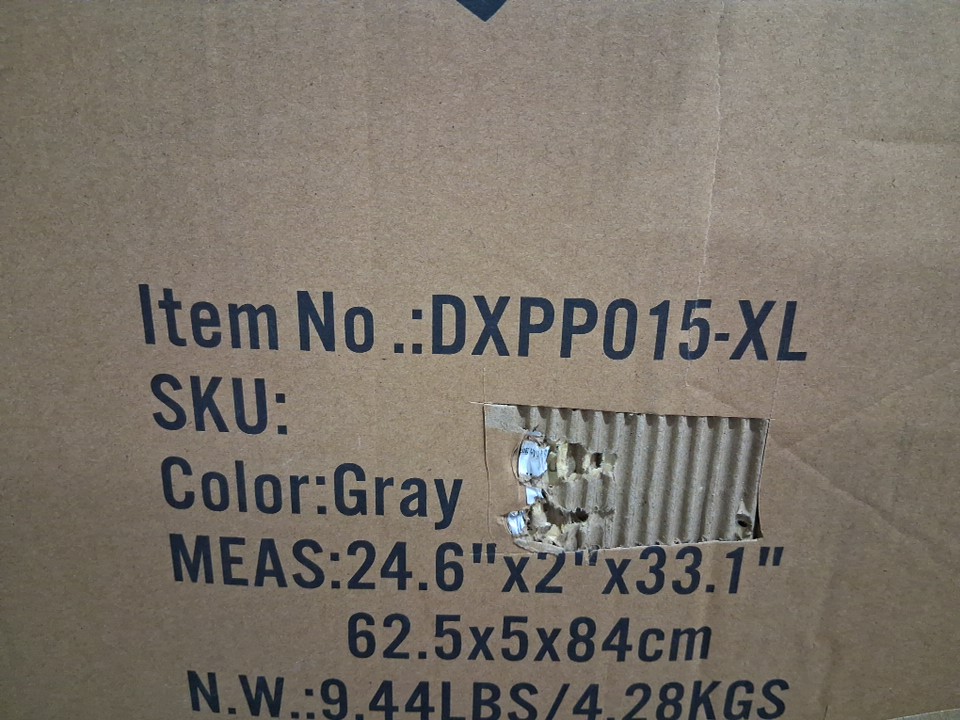 Item No .:DXPP015-XL
SKU:
Color:Gray
MEAS:24.6"x2"x33.1"
62.5x5x84cm
N.W.:9.44LBS/4.28KGS